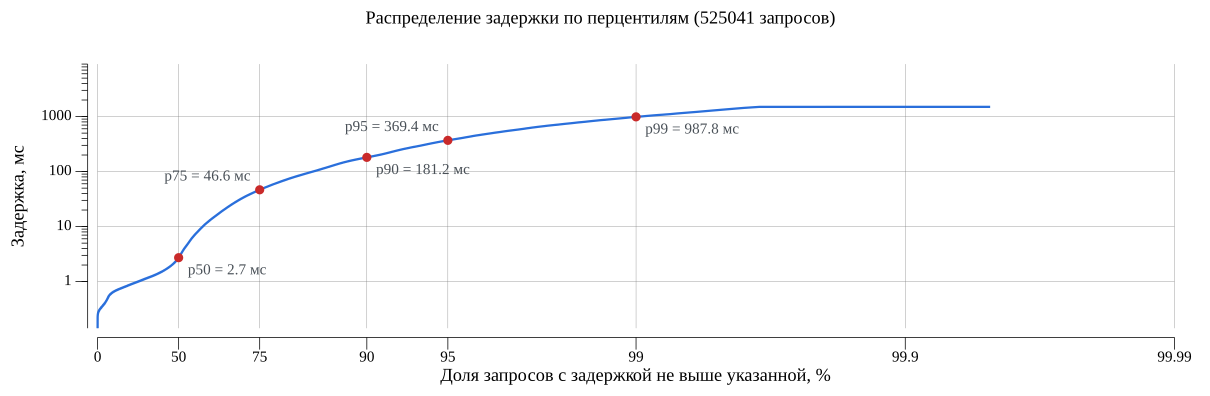 Распределение задержки по перцентилям (525041 запросов)
Задержка, мс
1000
100
10
1
p50 = 2.7 мс
p75 = 46.6 мс
p90 = 181.2 мс
p95 = 369.4 мс
p99 = 987.8 мс
0 50 75 90 95 99 99.9 99.99
Доля запросов с задержкой не выше указанной, %